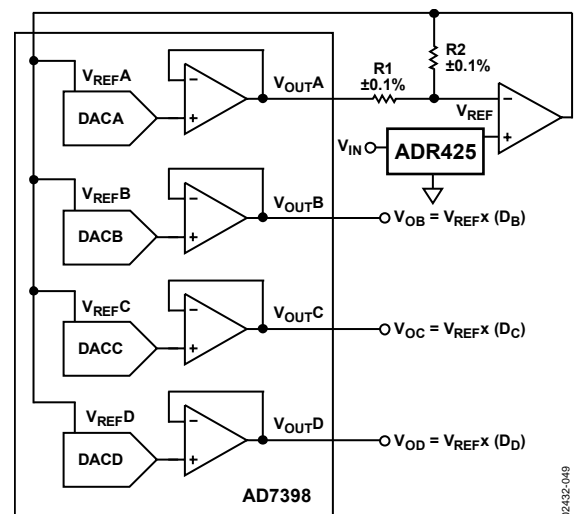 R2
±0.1%
R1
±0.1%
VREFA
VOUTA
DACA
VREF
VIN
ADR425
VREFB
VOUTB
DACB
VOB = VREF x (DB)
VREFC
VOUTC
DACC
VOC = VREF x (DC)
VREFD
VOUTD
DACD
VOD = VREF x (DD)
AD7398
02432-049